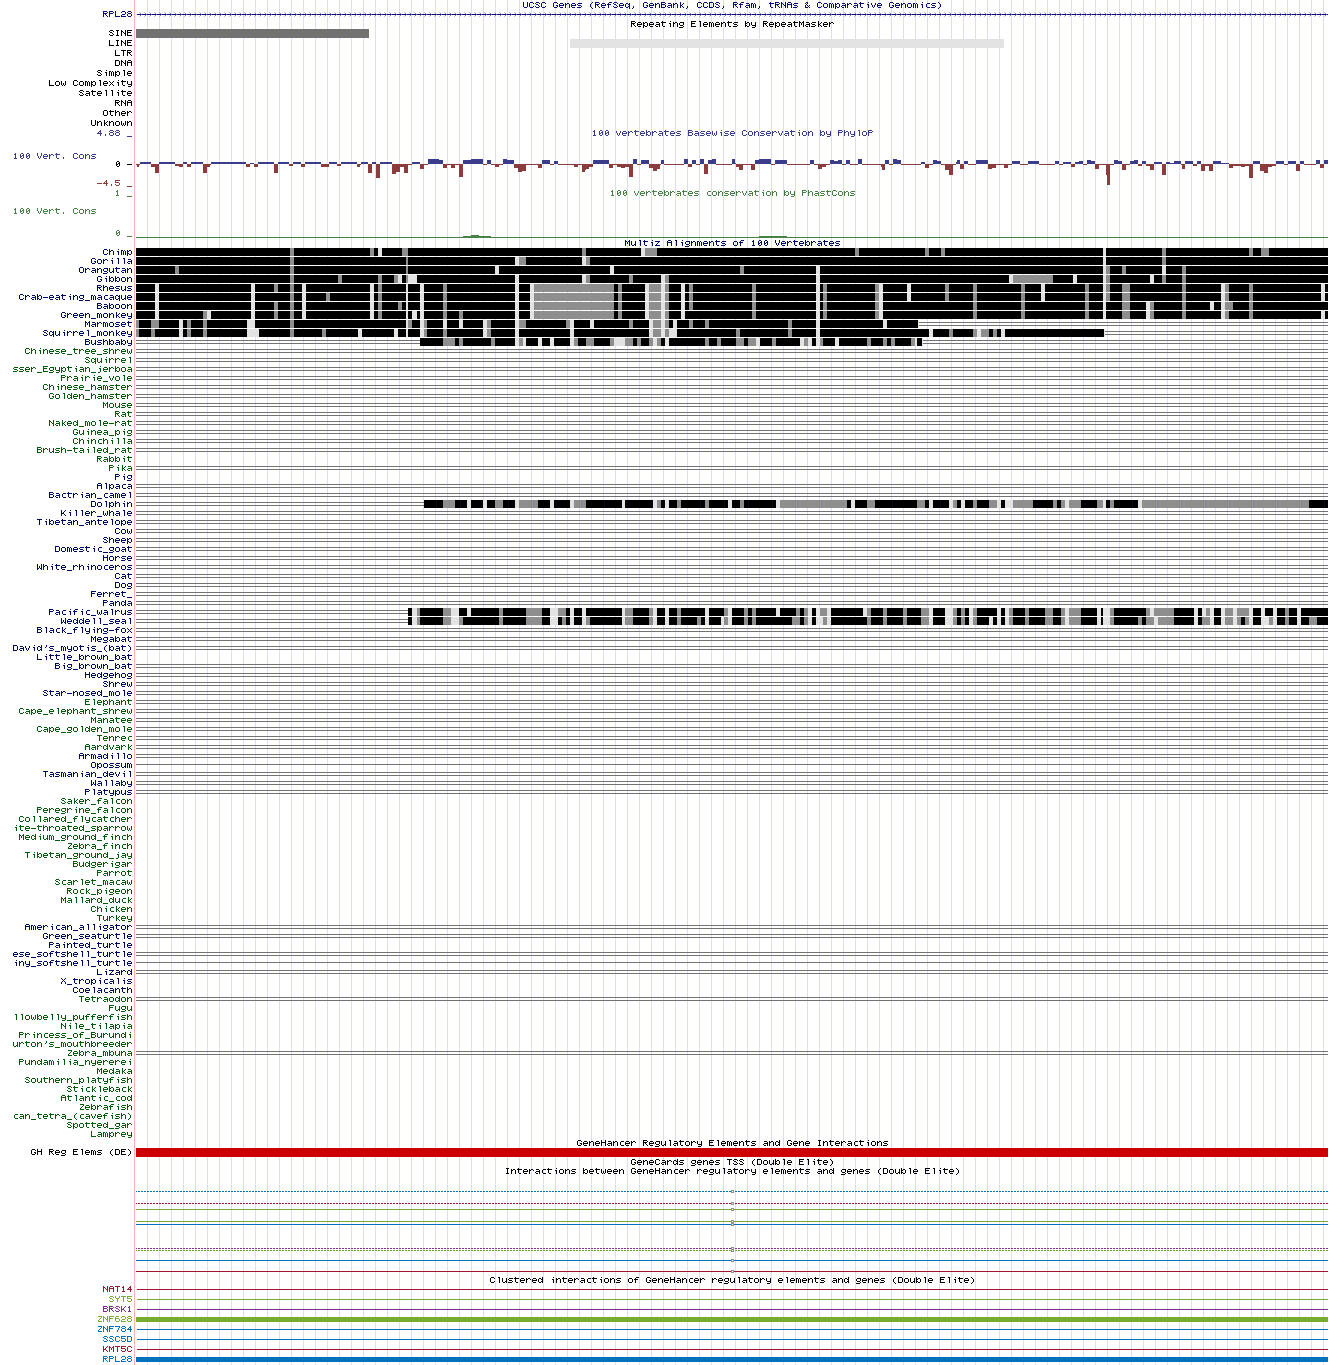 UCSC Genes (RefSeq, GenBank, CCDS, Rfam, tRNAs & Comparative Genomics)
RPL28
Repeating Elements by RepeatMasker
SINE
LINE
LTR
DNA
Simple
Low Complexity
Satellite
RNA
Other
Unknown
4.88 _
100 vertebrates Basewise Conservation by PhyloP
100 Vert. Cons
0 _
-4.5 _
1 _
100 vertebrates conservation by PhastCons
100 Vert. Cons
0 _
Multiz Alignments of 100 Vertebrates
Chimp
Gorilla
Orangutan
Gibbon
Rhesus
Crab-eating_macaque
Baboon
Green_monkey
Marmoset
Squirrel_monkey
Bushbaby
Chinese_tree_shrew
Squirrel
sser_Egyptian_jerboa
Prairie_vole
Chinese_hamster
Golden_hamster
Mouse
Rat
Naked_mole-rat
Guinea_pig
Chinchilla
Brush-tailed_rat
Rabbit
Pika
Pig
Alpaca
Bactrian_camel
Dolphin
Killer_whale
Tibetan_antelope
Cow
Sheep
Domestic_goat
Horse
White_rhinoceros
Cat
Dog
Ferret_
Panda
Pacific_walrus
Weddell_seal
Black_flying-fox
Megabat
David's_myotis_(bat)
Little_brown_bat
Big_brown_bat
Hedgehog
Shrew
Star-nosed_mole
Elephant
Cape_elephant_shrew
Manatee
Cape_golden_mole
Tenrec
Aardvark
Armadillo
Opossum
Tasmanian_devil
Wallaby
Platypus
Saker_falcon
Peregrine_falcon
Collared_flycatcher
ite-throated_sparrow
Medium_ground_finch
Zebra_finch
Tibetan_ground_jay
Budgerigar
Parrot
Scarlet_macaw
Rock_pigeon
Mallard_duck
Chicken
Turkey
American_alligator
Green_seaturtle
Painted_turtle
ese_softshell_turtle
iny_softshell_turtle
Lizard
X_tropicalis
Coelacanth
Tetraodon
Fugu
llowbelly_pufferfish
Nile_tilapia
Princess_of_Burundi
urton's_mouthbreeder
Zebra_mbuna
Pundamilia_nyererei
Medaka
Southern_platyfish
Stickleback
Atlantic_cod
Zebrafish
can_tetra_(cavefish)
Spotted_gar
Lamprey
GeneHancer Regulatory Elements and Gene Interactions
GH Reg Elems (DE)
GeneCards genes TSS (Double Elite)
Interactions between GeneHancer regulatory elements and genes (Double Elite)
Clustered interactions of GeneHancer regulatory elements and genes (Double Elite)
NAT14
SYT5
BRSK1
ZNF628
ZNF784
SSC5D
KMT5C
RPL28